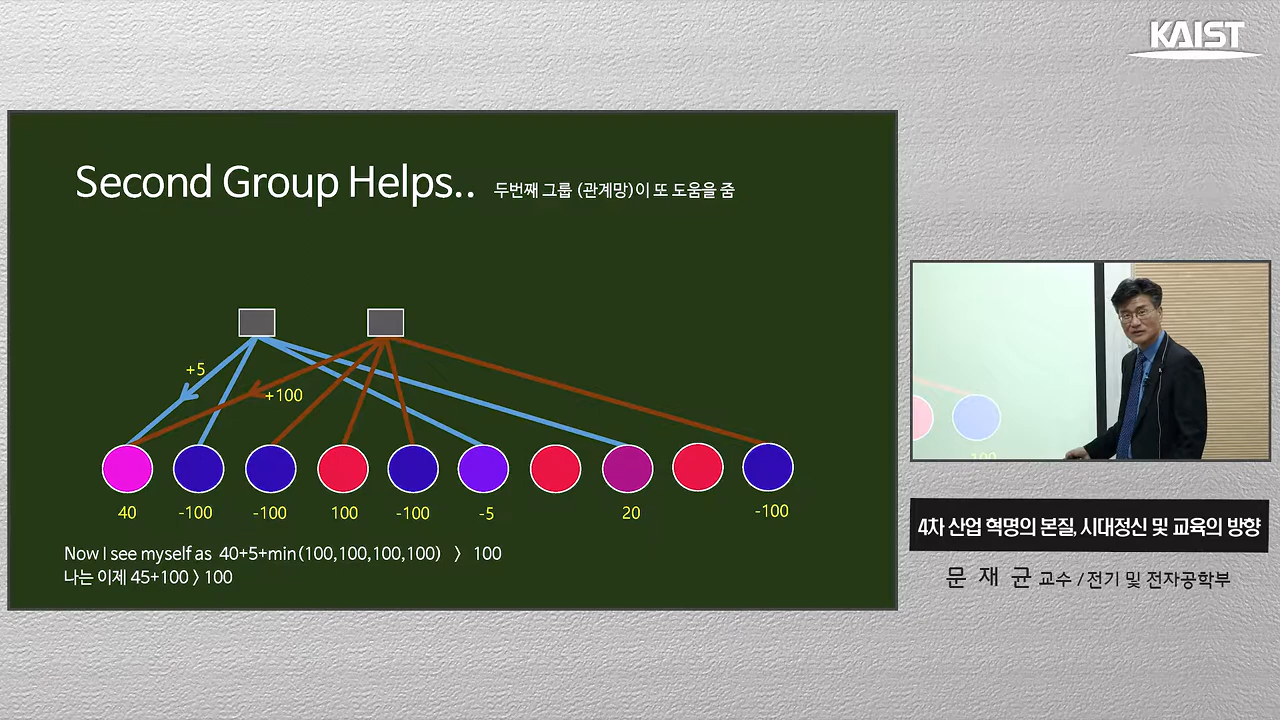 KAIST
Second Group Helps.. 두번째 그룹 (관계망)이 또 도움을 줌
+5
+100
40 -100 -100 100 -100 -5 20 -100
Now I see myself as 40+5+min(100,100,100,100) > 100
나는 이제 45+100 > 100
100
4차 산업 혁명의 본질, 시대정신 및 교육의 방향
문 재 균 교수 / 전기 및 전자공학부